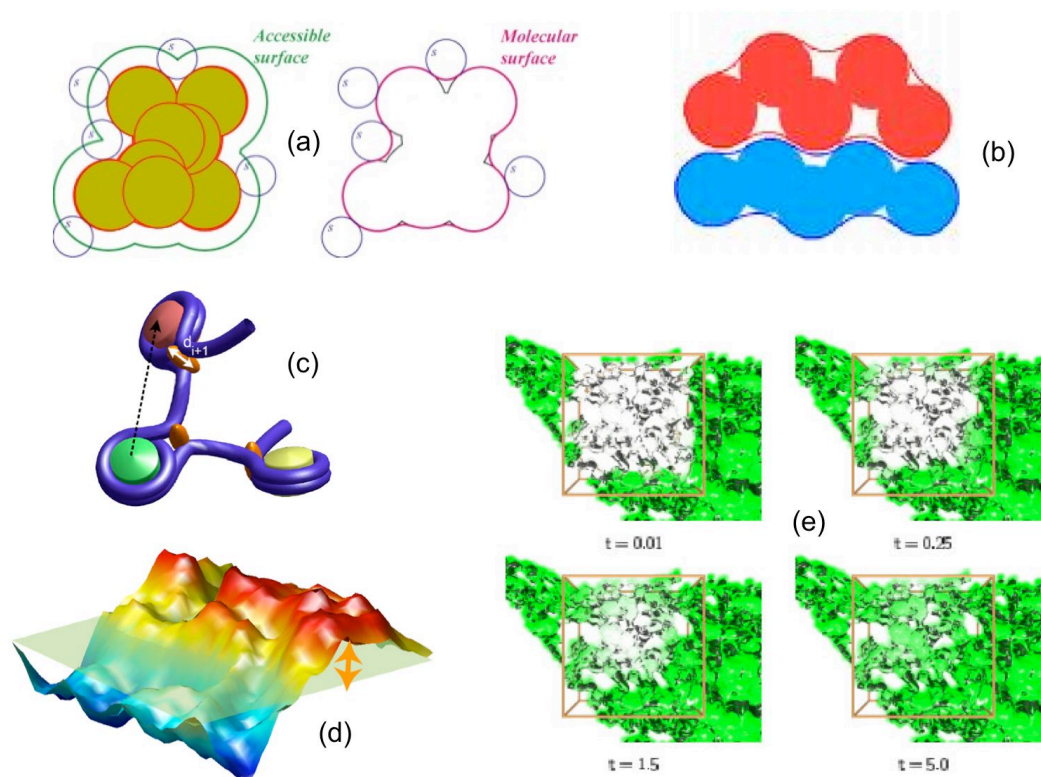 Accessible
surface
Molecular
surface
s
s
s
s
s
s
s
s
s
s
(a)
(b)
d i+1
(c)
(e)
t = 0.01
t = 0.25
(d)
t = 1.5
t = 5.0